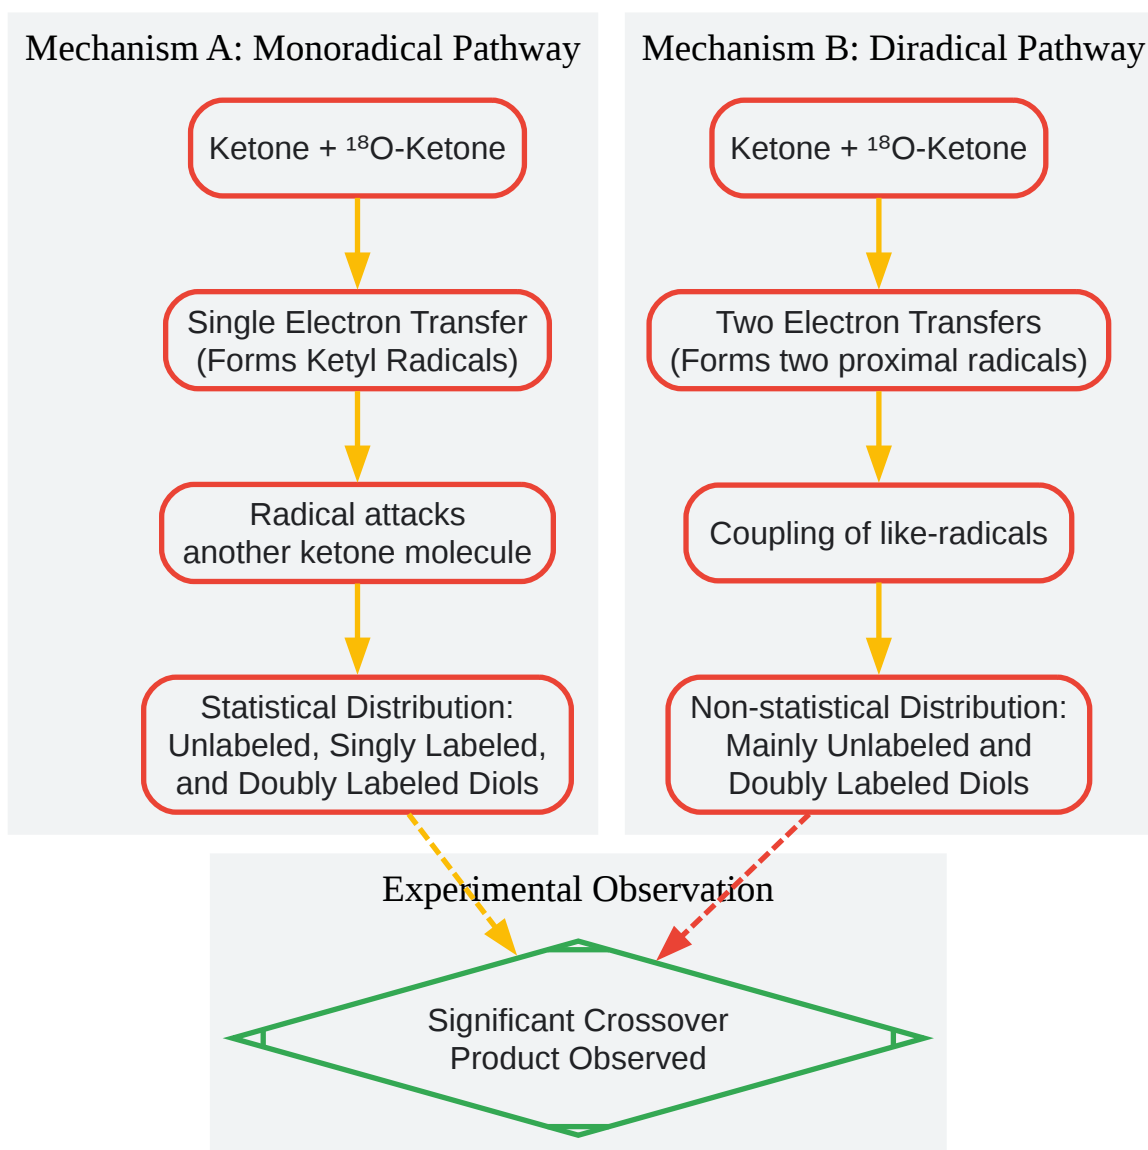 Mechanism A: Monoradical Pathway
Ketone + ¹⁸O-Ketone
Single Electron Transfer
(Forms Ketyl Radicals)
Radical attacks
another ketone molecule
Statistical Distribution:
Unlabeled, Singly Labeled,
and Doubly Labeled Diols
Mechanism B: Diradical Pathway
Ketone + ¹⁸O-Ketone
Two Electron Transfers
(Forms two proximal radicals)
Coupling of like-radicals
Non-statistical Distribution:
Mainly Unlabeled and
Doubly Labeled Diols
Experimental Observation
Significant Crossover
Product Observed